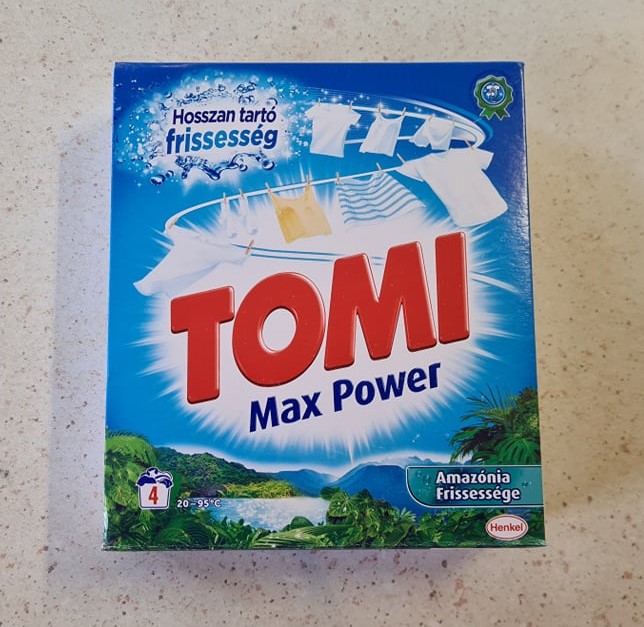 Hosszan tartó
frissesség
TOMI
Max Power
4
20-95°C
Amazónia
Frissessége
Henkel